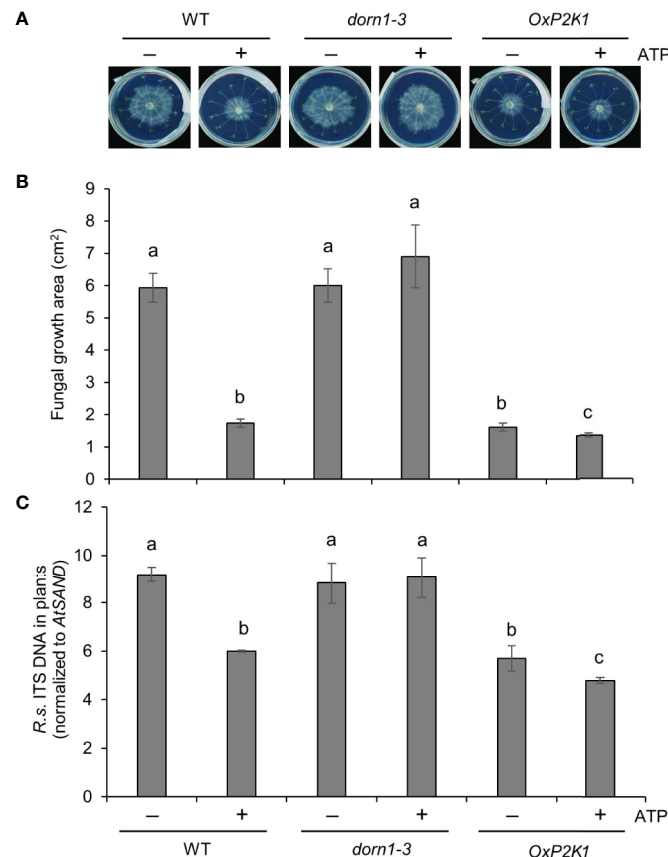 A
WT dorn1-3 OxP2K1
– + – + – + ATP
B
Fungal growth area (cm²)
9
8
7
6
5
4
3
2
1
0
a b a a b c
C
R.s. ITS DNA in plan:s
(normalized to AtSAND)
12
10
8
6
4
2
0
a b a a b c
– + – + – + ATP
WT dorn1-3 OxP2K1